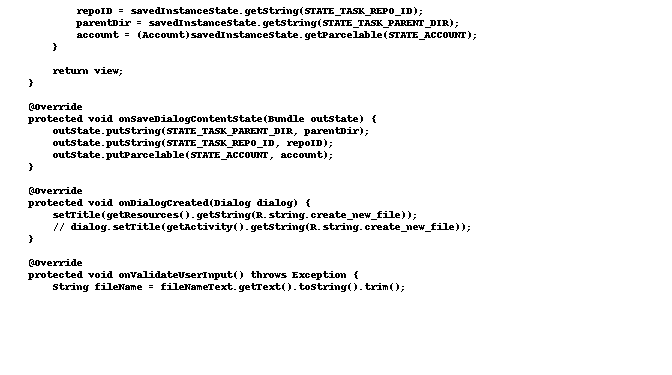 repoID = savedInstanceState.getString(STATE_TASK_REPO_ID);
parentDir = savedInstanceState.getString(STATE_TASK_PARENT_DIR);
account = (Account)savedInstanceState.getParcelable(STATE_ACCOUNT);
}
return view;
}
@Override
protected void onSaveDialogContentState(Bundle outState) {
outState.putString(STATE_TASK_PARENT_DIR, parentDir);
outState.putString(STATE_TASK_REPO_ID, repoID);
outState.putParcelable(STATE_ACCOUNT, account);
}
@Override
protected void onDialogCreated(Dialog dialog) {
setTitle(getResources().getString(R.string.create_new_file));
// dialog.setTitle(getActivity().getString(R.string.create_new_file));
}
@Override
protected void onValidateUserInput() throws Exception {
String fileName = fileNameText.getText().toString().trim();